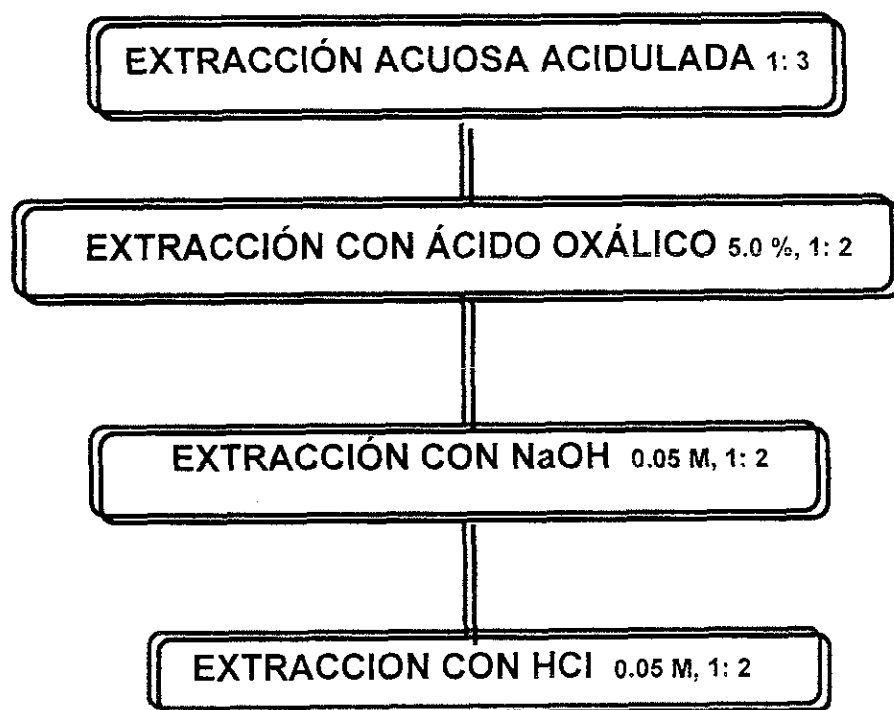 EXTRACCIÓN ACUOSA ACIDULADA 1: 3
EXTRACCIÓN CON ÁCIDO OXÁLICO 5.0 %, 1: 2
EXTRACCIÓN CON NaOH 0.05 M, 1: 2
EXTRACCION CON HCl 0.05 M, 1: 2